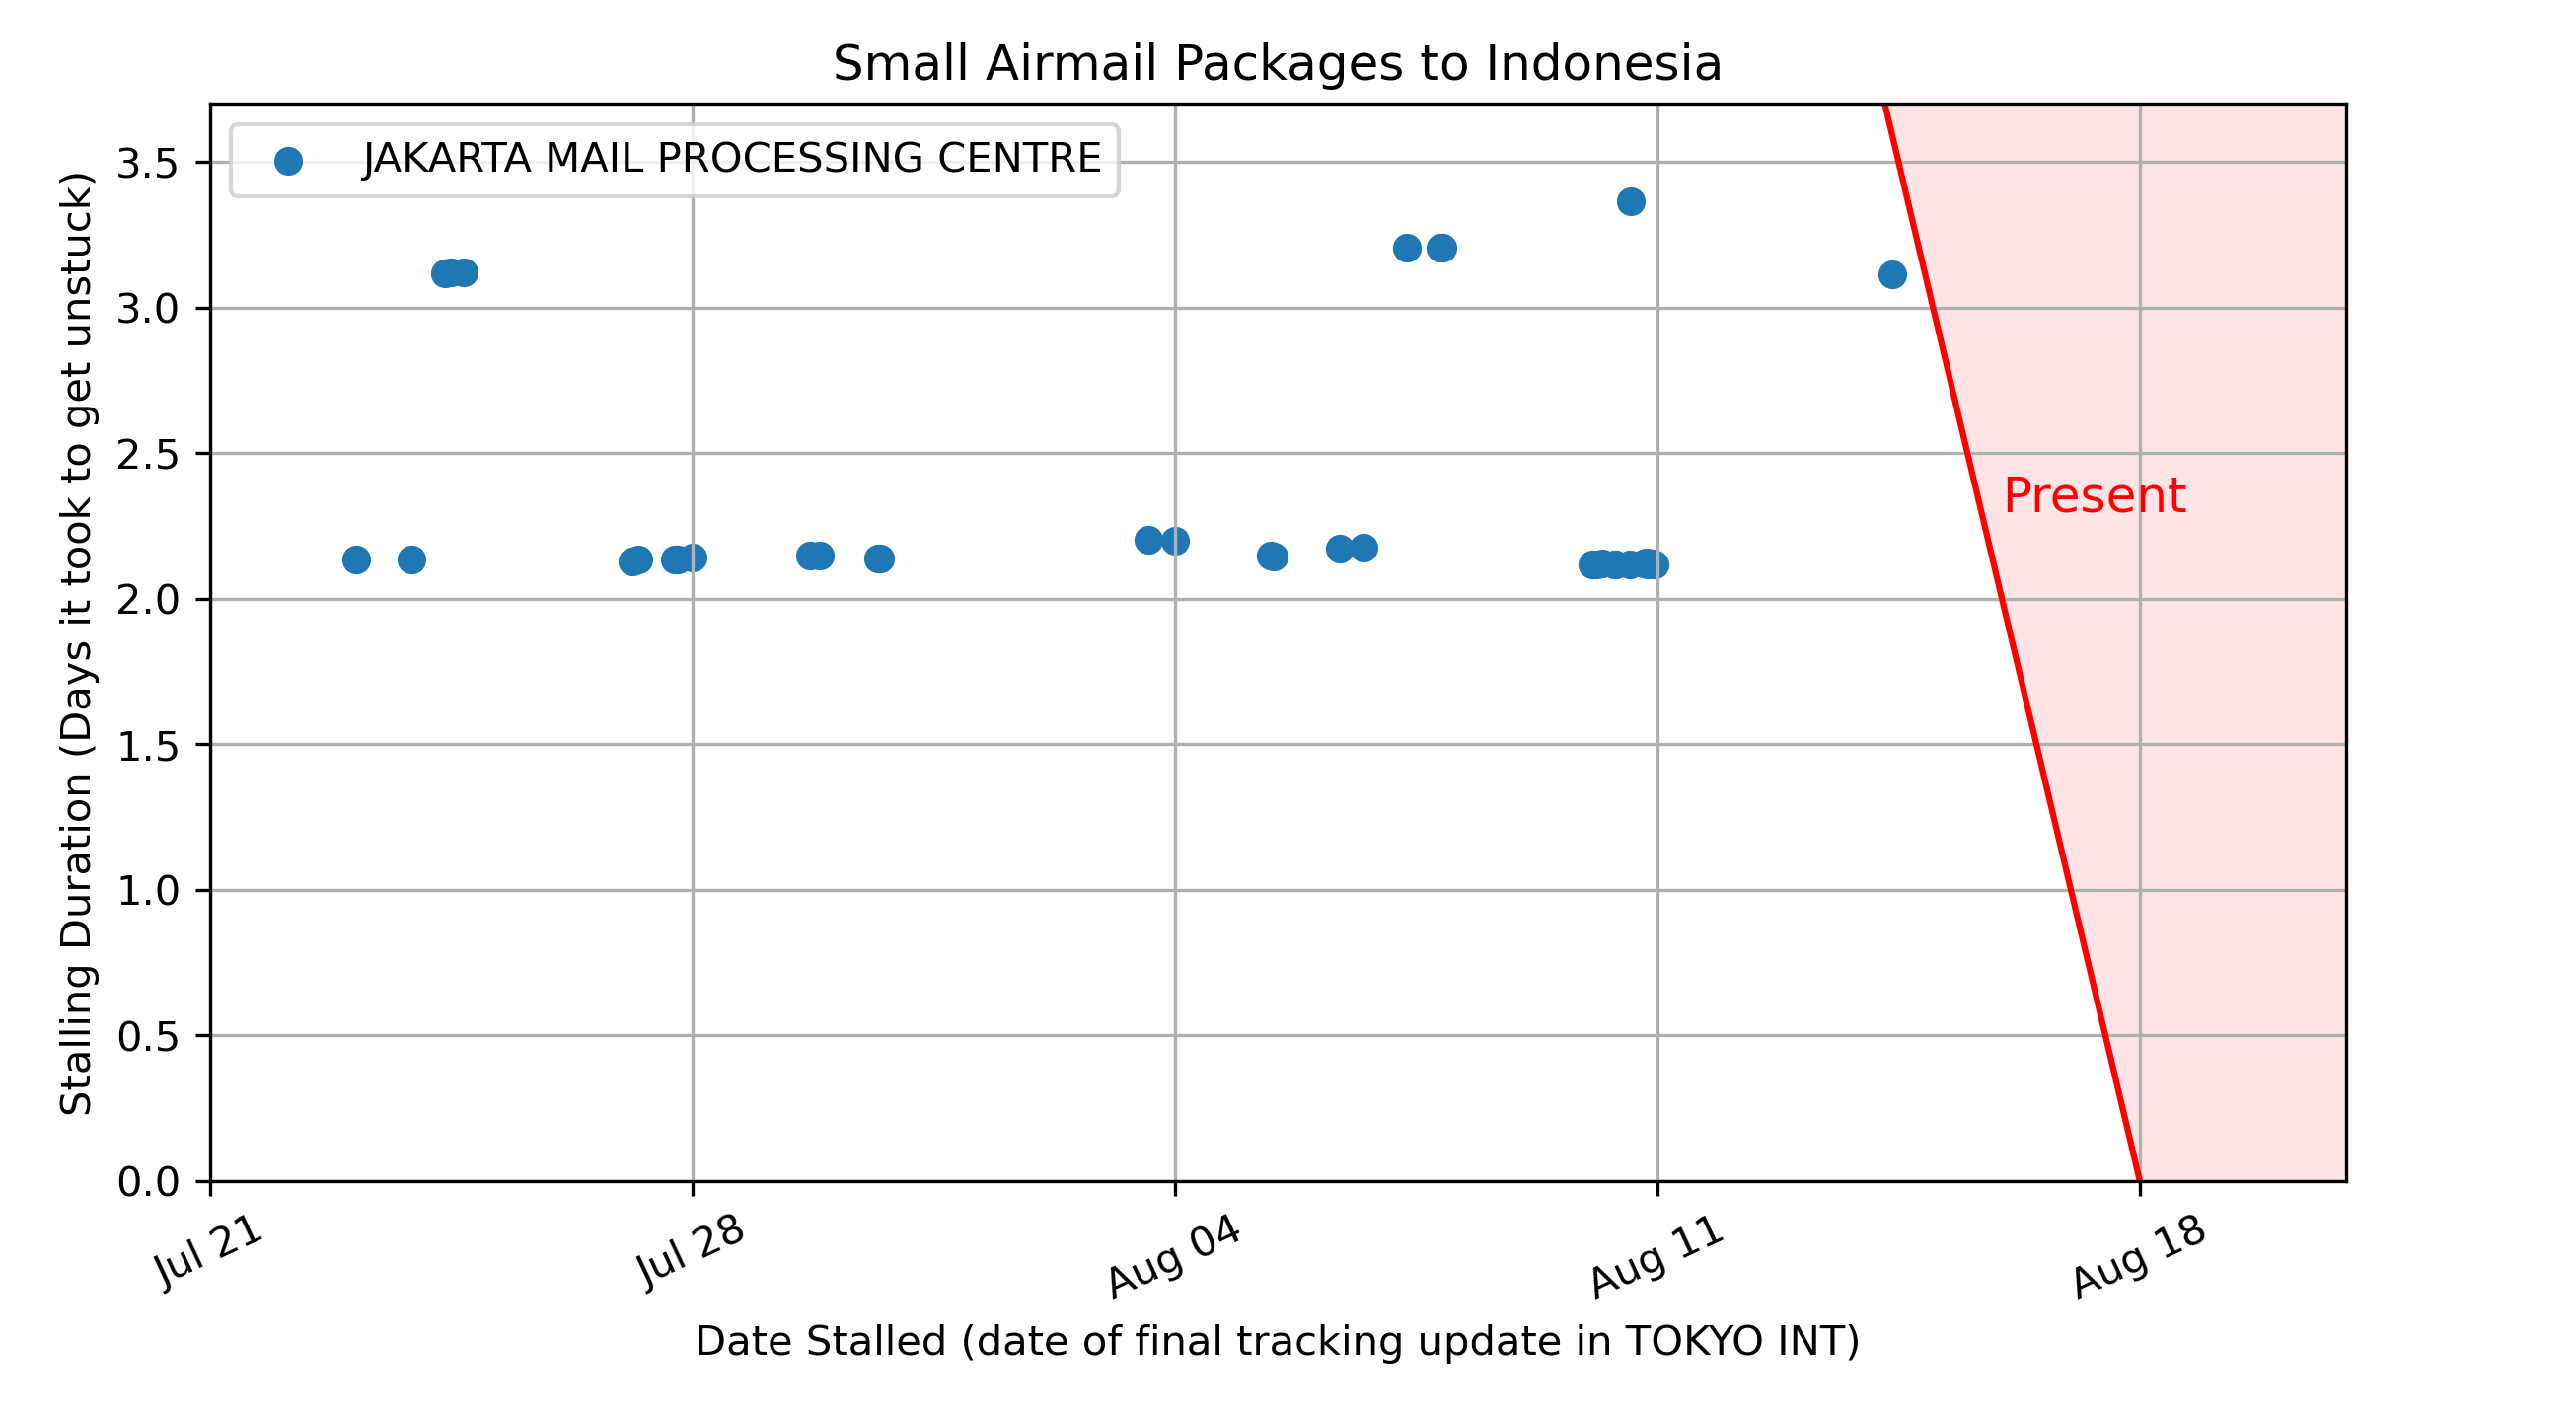 Small Airmail Packages to Indonesia
JAKARTA MAIL PROCESSING CENTRE
Stalling Duration (Days it took to get unstuck)
3.5
3.0
2.5
2.0
1.5
1.0
0.5
0.0
Present
Jul 21
Jul 28
Aug 04
Aug 11
Aug 18
Date Stalled (date of final tracking update in TOKYO INT)